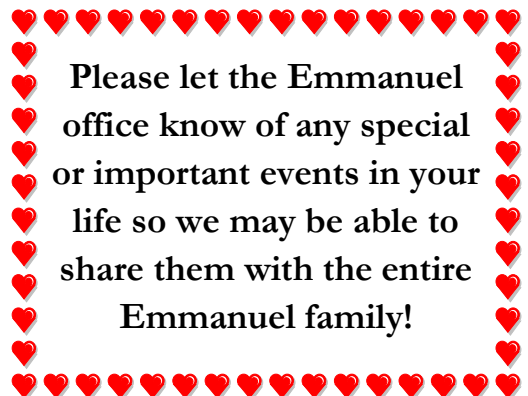 Please let the Emmanuel
office know of any special
or important events in your
life so we may be able to
share them with the entire
Emmanuel family!